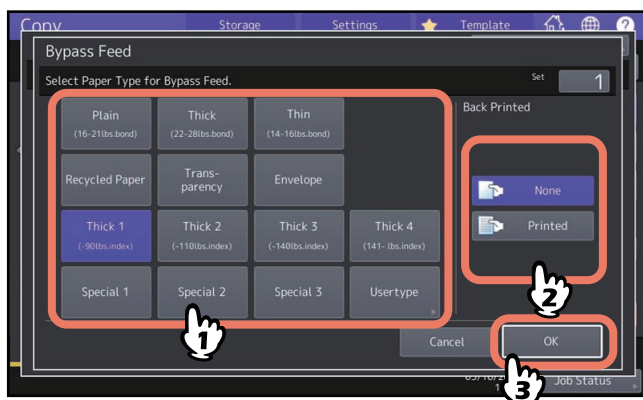 Copy Storage Settings Template ?
Bypass Feed
Select Paper Type for Bypass Feed. Set 1
Plain Thick Thin Back Printed
(16-21lbs.bond) (22-28lbs.bond) (14-16lbs.bond)
Recycled Paper Trans-
parency Envelope None
Thick 1 Thick 2 Thick 3 Thick 4 Printed
(-90lbs.index) (-110lbs.index) (-140lbs.index) (141- lbs.index)
Special 1 Special 2 Special 3 Usertype 2
1 Cancel OK
3 Job Status